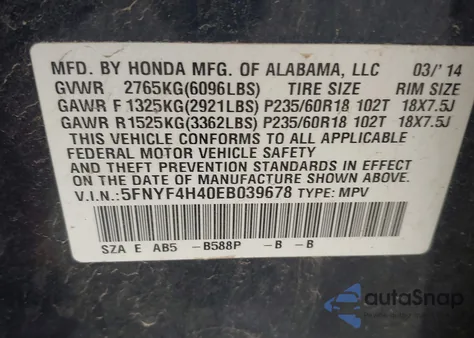 MFD. BY HONDA MFG. OF ALABAMA, LLC 03/'14
GVWR 2765KG(6096LBS) TIRE SIZE RIM SIZE
GAWR F 1325KG(2921LBS) P235/60R18 102T 18X7.5J
GAWR R 1525KG(3362LBS) P235/60R18 102T 18X7.5J
THIS VEHICLE CONFORMS TO ALL APPLICABLE
FEDERAL MOTOR VEHICLE SAFETY
AND THEFT PREVENTION STANDARDS IN EFFECT
ON THE DATE OF MANUFACTURE SHOWN ABOVE.
V.I.N.: 5FNYF4H40EB039678 TYPE: MPV
SZA E AB5 -B588P -B -B
autoSnap